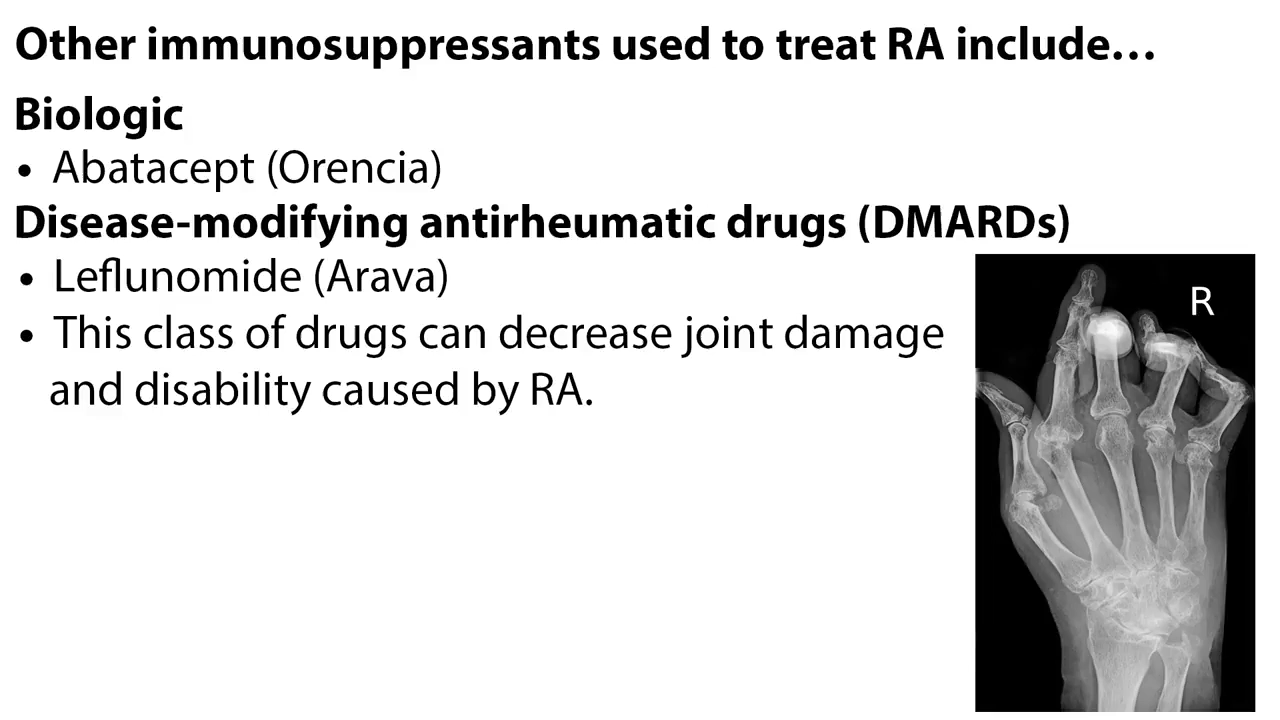 Other immunosuppressants used to treat RA include…
Biologic
• Abatacept (Orencia)
Disease-modifying antirheumatic drugs (DMARDs)
• Leflunomide (Arava)
• This class of drugs can decrease joint damage
and disability caused by RA.
R